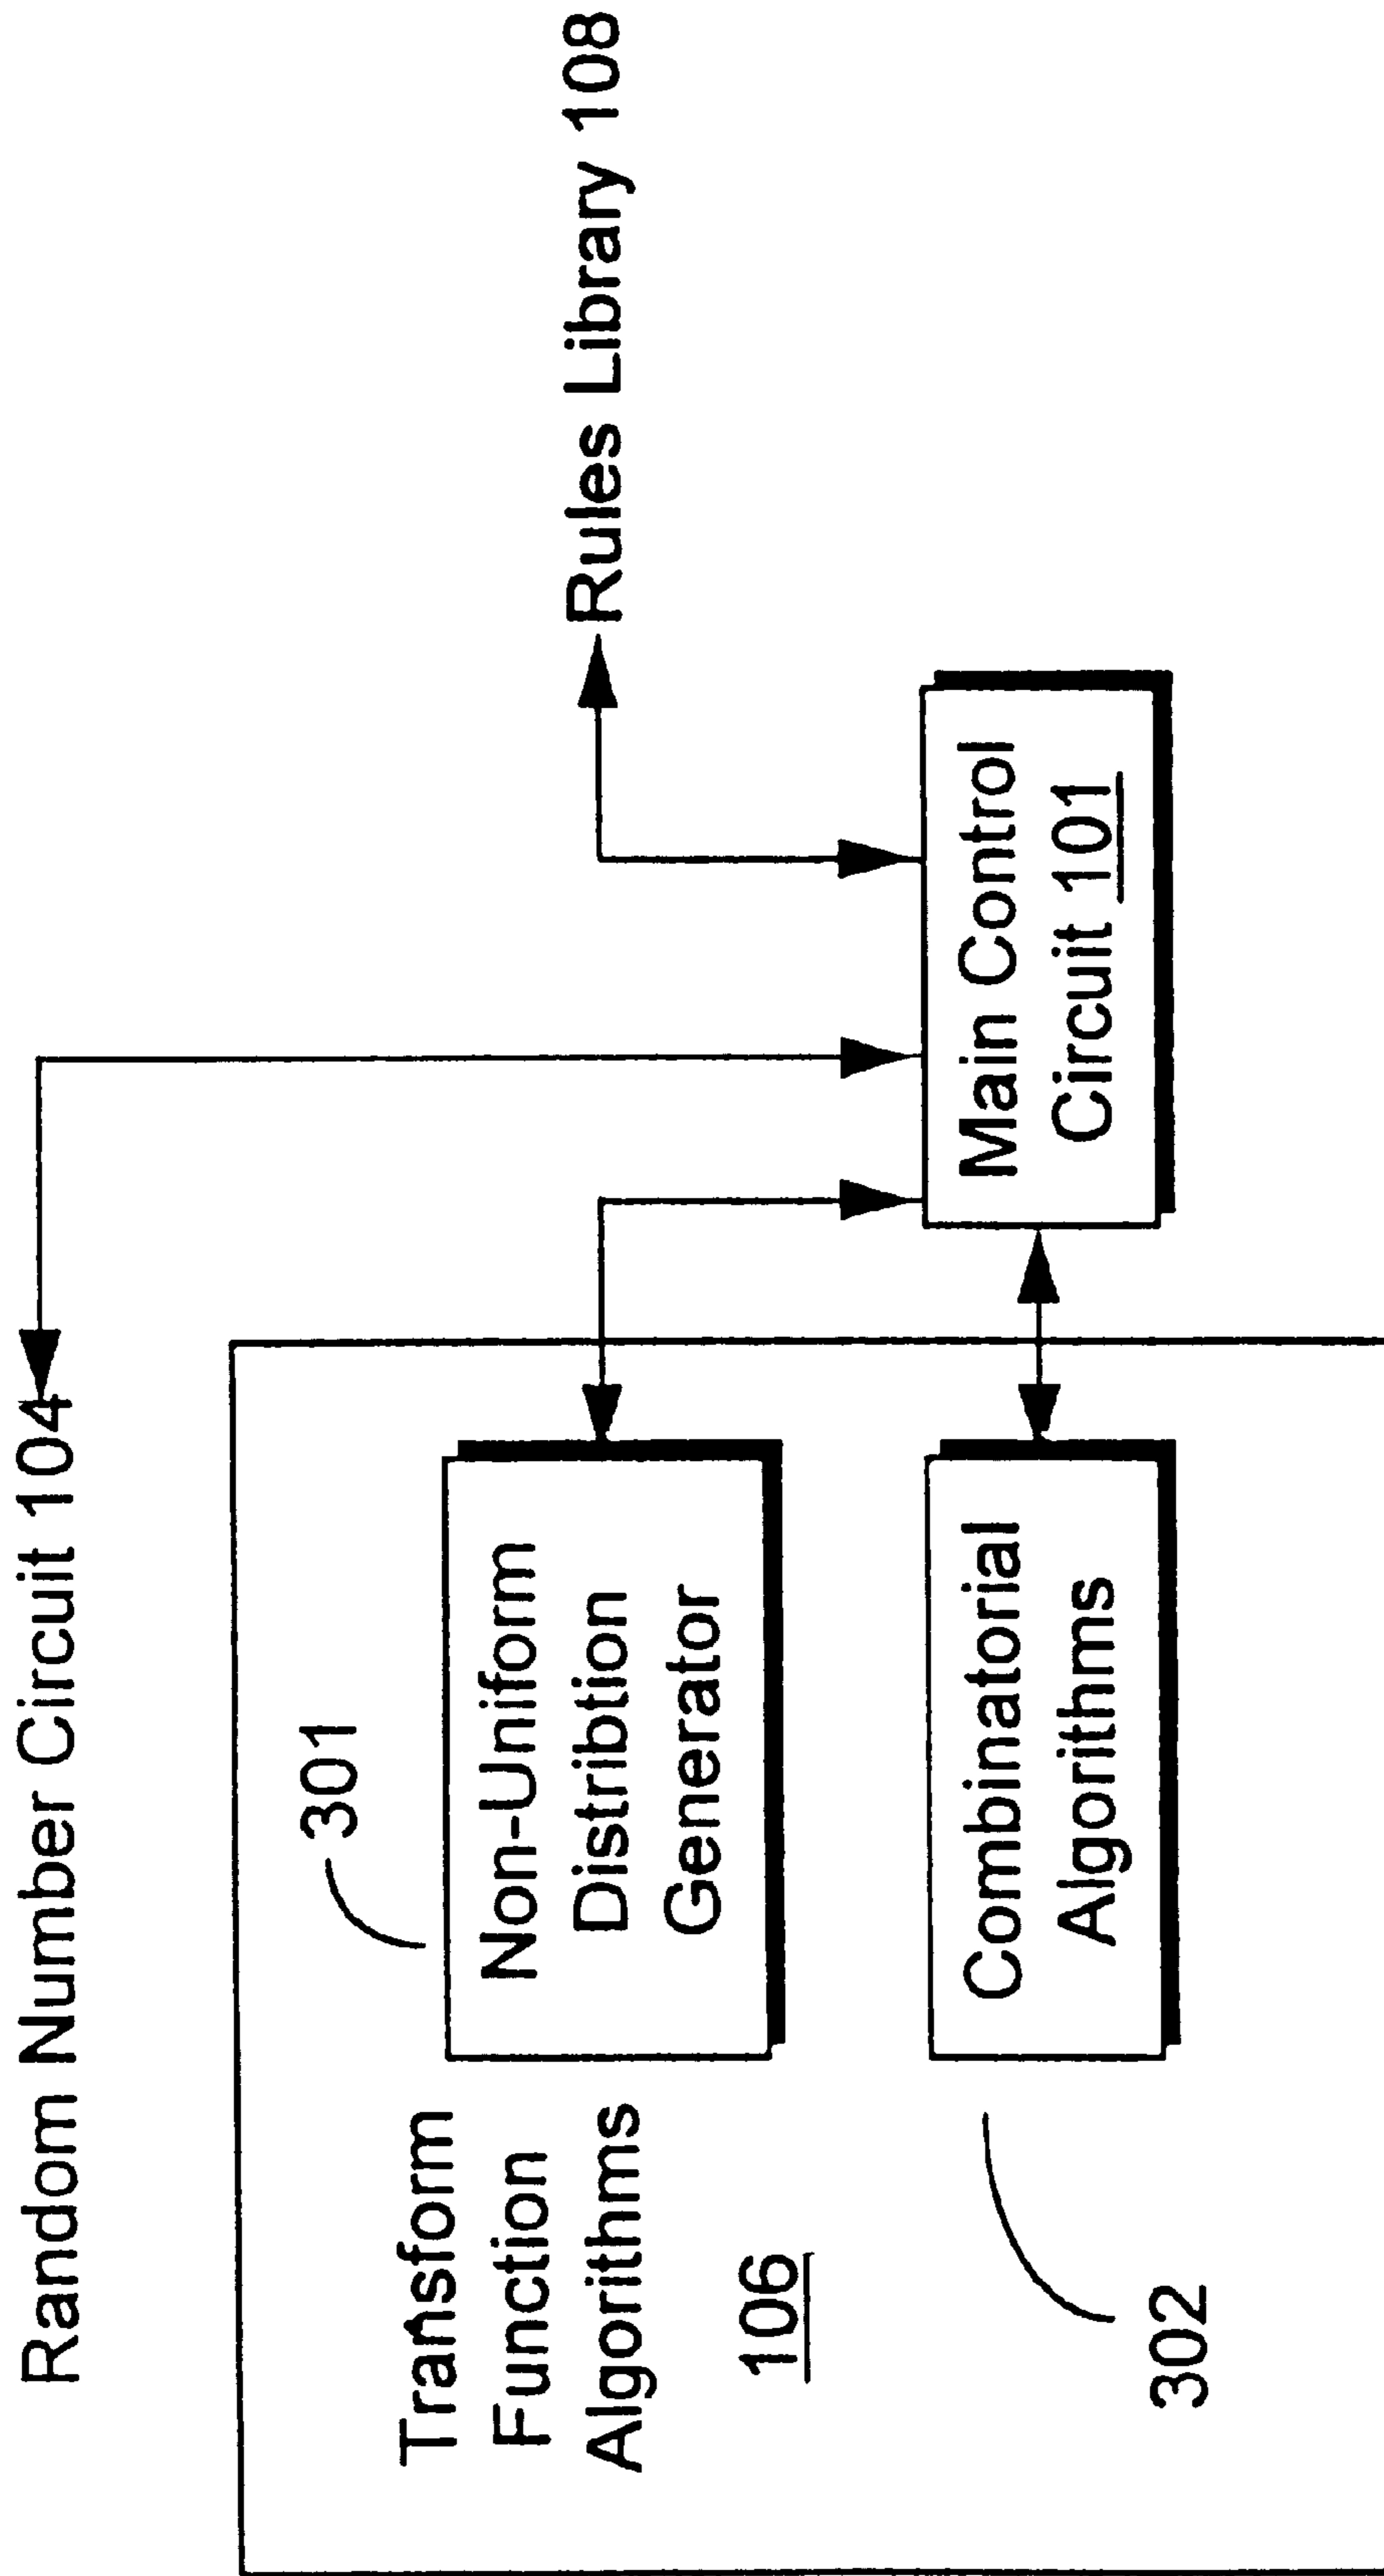 Random Number Circuit 104
Rules Library 108
301
Transform
Function
Algorithms
106
Non-Uniform
Distribtion
Generator
Main Control
Circuit 101
Combinatorial
Algorithms
302